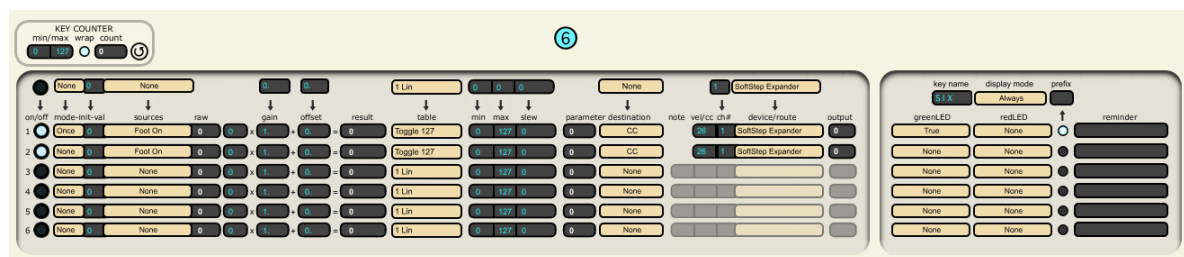 KEY COUNTER
min/max wrap count
0 127 0
6
None 0 None 0. 0. 1 Lin 0 0 0 None 1 SoftStep Expander
on/off mode-init-val sources raw gain offset result table min max slew parameter destination note vel/cc ch# device/route output
1 Once 0 Foot On 0 0 x 1. + 0. = 0 Toggle 127 0 127 0 0 CC 26 1 SoftStep Expander 0
2 None 0 Foot On 0 0 x 1. + 0. = 0 Toggle 127 0 127 0 0 CC 26 1 SoftStep Expander 0
3 None 0 None 0 0 x 1. + 0. = 0 1 Lin 0 127 0 0 None
4 None 0 None 0 0 x 1. + 0. = 0 1 Lin 0 127 0 0 None
5 None 0 None 0 0 x 1. + 0. = 0 1 Lin 0 127 0 0 None
6 None 0 None 0 0 x 1. + 0. = 0 1 Lin 0 127 0 0 None
key name display mode prefix
SIX Always
greenLED redLED reminder
True None
None None
None None
None None
None None
None None